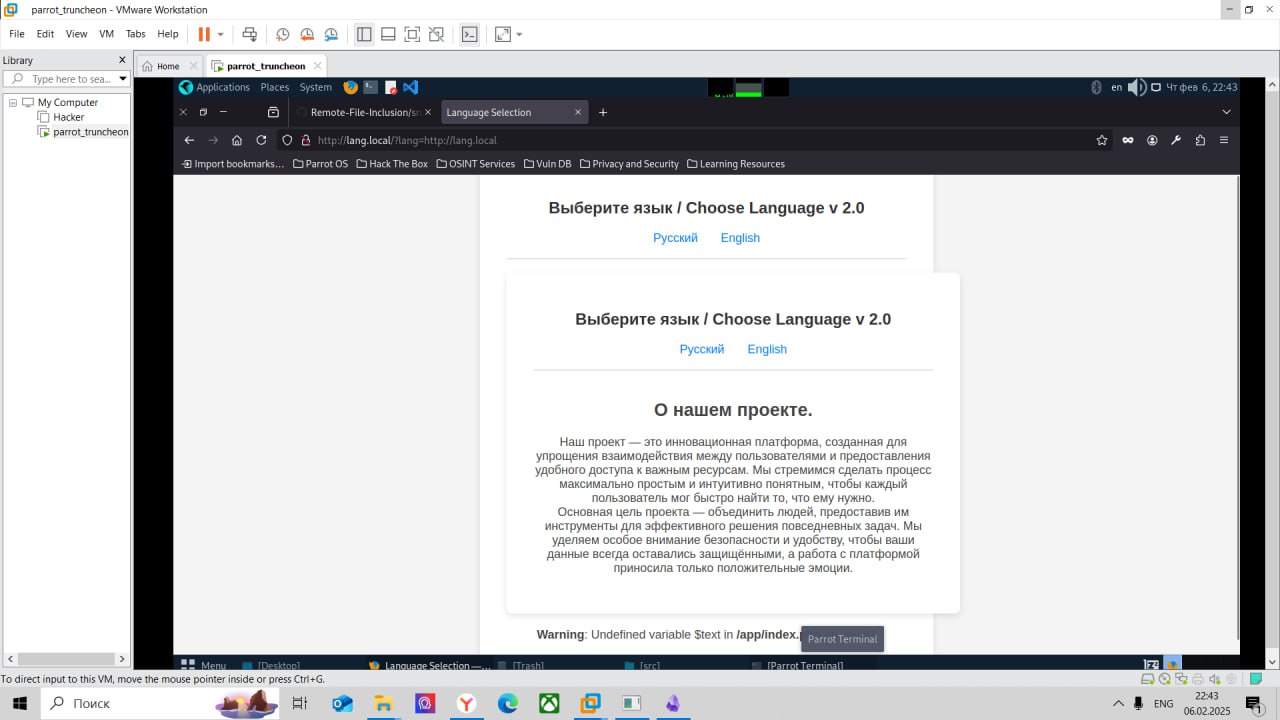 parrot_truncheon - VMware Workstation
File Edit View VM Tabs Help
Library
Type here to sea...
My Computer
Hacker
parrot_truncheon
Home
parrot_truncheon
Applications Places System
en
Чт фев 6, 22:43
Remote-File-Inclusion/sr
Language Selection
http://lang.local/?lang=http://lang.local
Import bookmarks... Parrot OS Hack The Box OSINT Services Vuln DB Privacy and Security Learning Resources
Выберите язык / Choose Language v 2.0
Русский English
Выберите язык / Choose Language v 2.0
Русский English
О нашем проекте.
Наш проект — это инновационная платформа, созданная для
упрощения взаимодействия между пользователями и предоставления
удобного доступа к важным ресурсам. Мы стремимся сделать процесс
максимально простым и интуитивно понятным, чтобы каждый
пользователь мог быстро найти то, что ему нужно.
Основная цель проекта — объединить людей, предоставив им
инструменты для эффективного решения повседневных задач. Мы
уделяем особое внимание безопасности и удобству, чтобы ваши
данные всегда оставались защищёнными, а работа с платформой
приносила только положительные эмоции.
Warning: Undefined variable $text in /app/index.
Parrot Terminal
Menu [Desktop] Language Selection —... [Trash] [src] [Parrot Terminal]
To direct input to this VM, move the mouse pointer inside or press Ctrl+G.
Поиск
ENG
22:43
06.02.2025
1